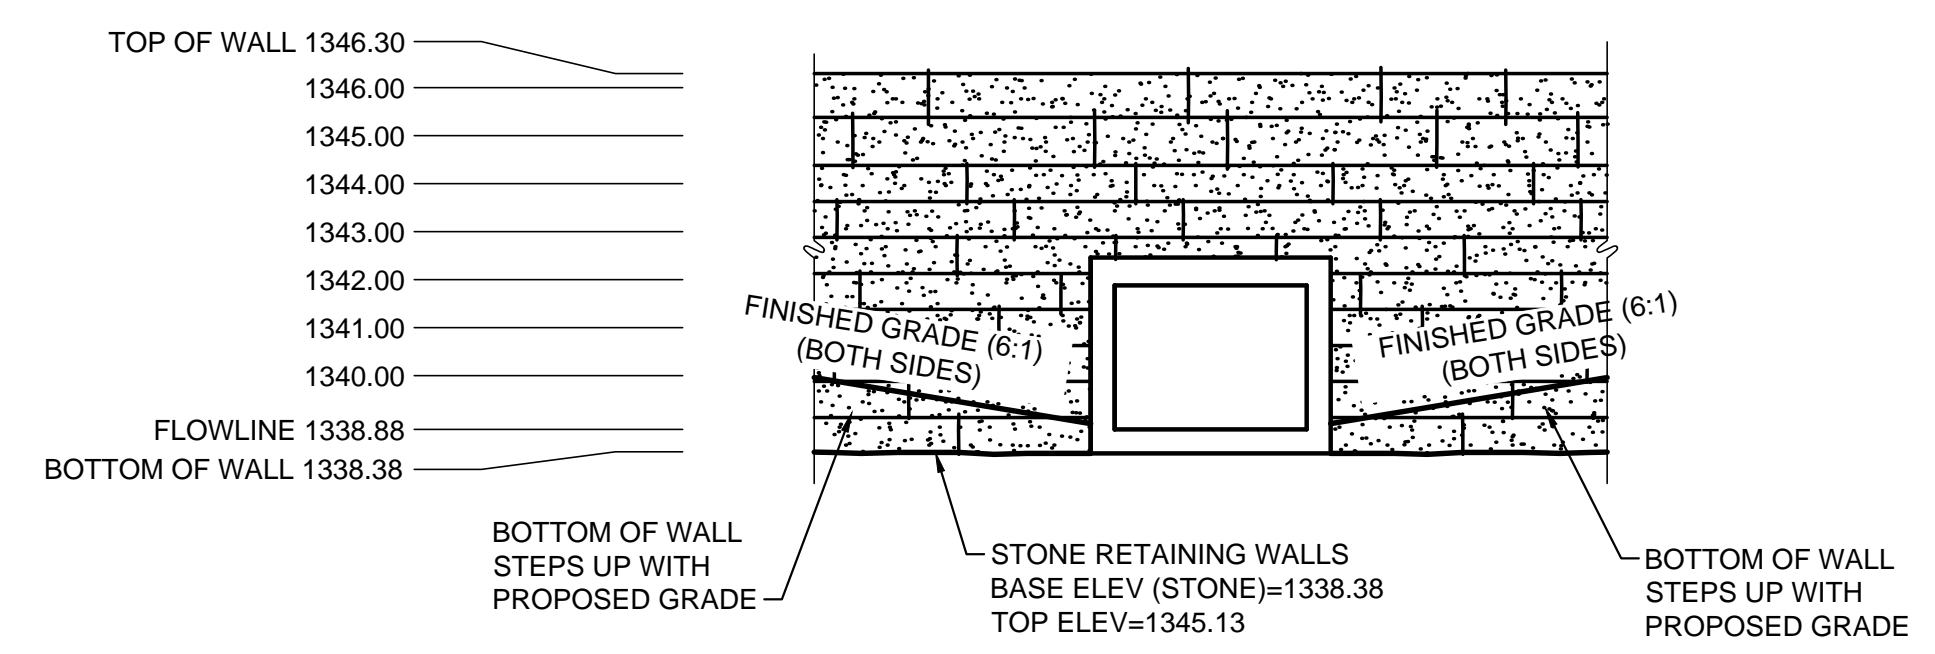 TOP OF WALL 1346.30
1346.00
1345.00
1344.00
1343.00
1342.00
1341.00
1340.00
FLOWLINE 1338.88
BOTTOM OF WALL 1338.38
FINISHED GRADE (6:1)
(BOTH SIDES)
FINISHED GRADE (6:1)
(BOTH SIDES)
BOTTOM OF WALL
STEPS UP WITH
PROPOSED GRADE
STONE RETAINING WALLS
BASE ELEV (STONE)=1338.38
TOP ELEV=1345.13
BOTTOM OF WALL
STEPS UP WITH
PROPOSED GRADE